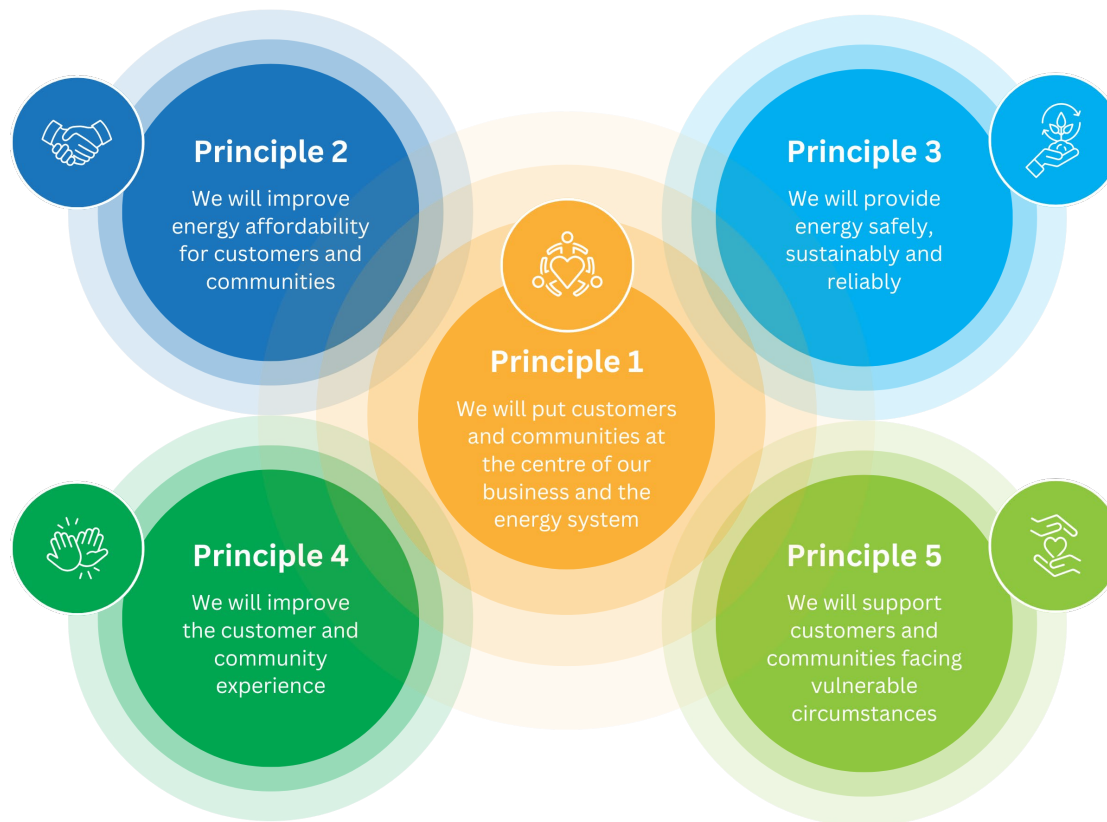 Principle 2
We will improve
energy affordability
for customers and
communities
Principle 3
We will provide
energy safely,
sustainably and
reliably
Principle 1
We will put customers
and communities at
the centre of our
business and the
energy system
Principle 4
We will improve
the customer and
community
experience
Principle 5
We will support
customers and
communities facing
vulnerable
circumstances